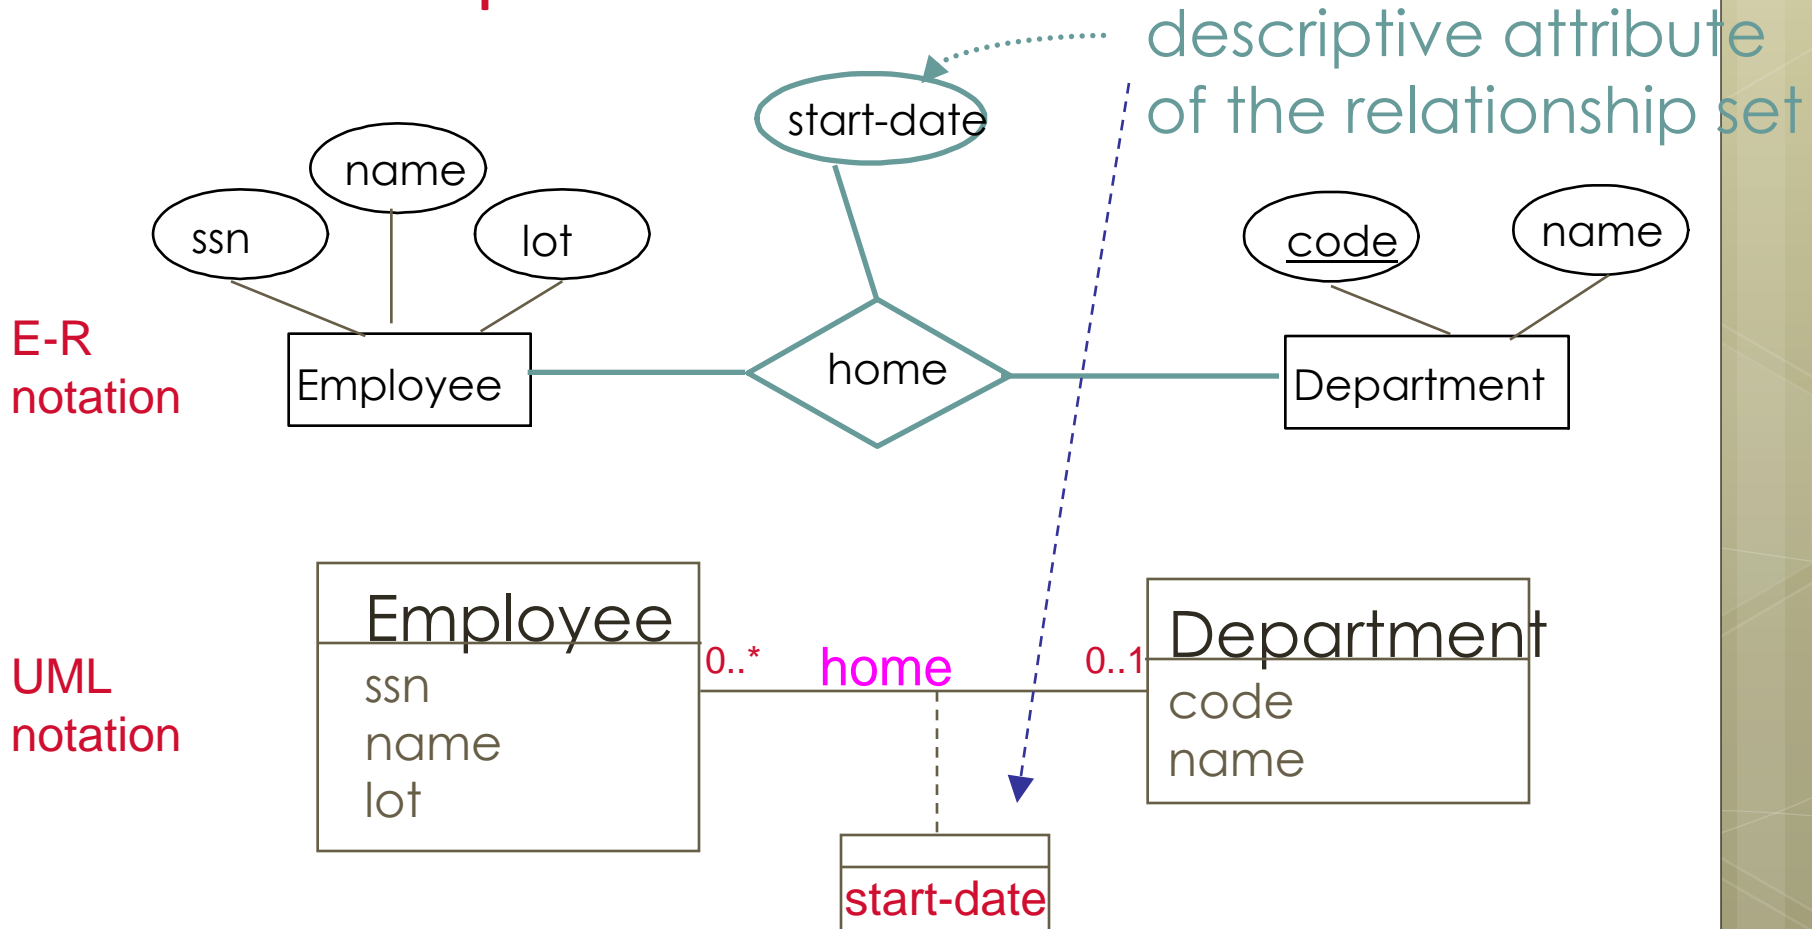 descriptive attribute
of the relationship set
start-date
name
ssn
lot
code
name
E-R
notation
Employee
home
Department
UML
notation
Employee
ssn
name
lot
0..*
home
0..1
Department
code
name
start-date